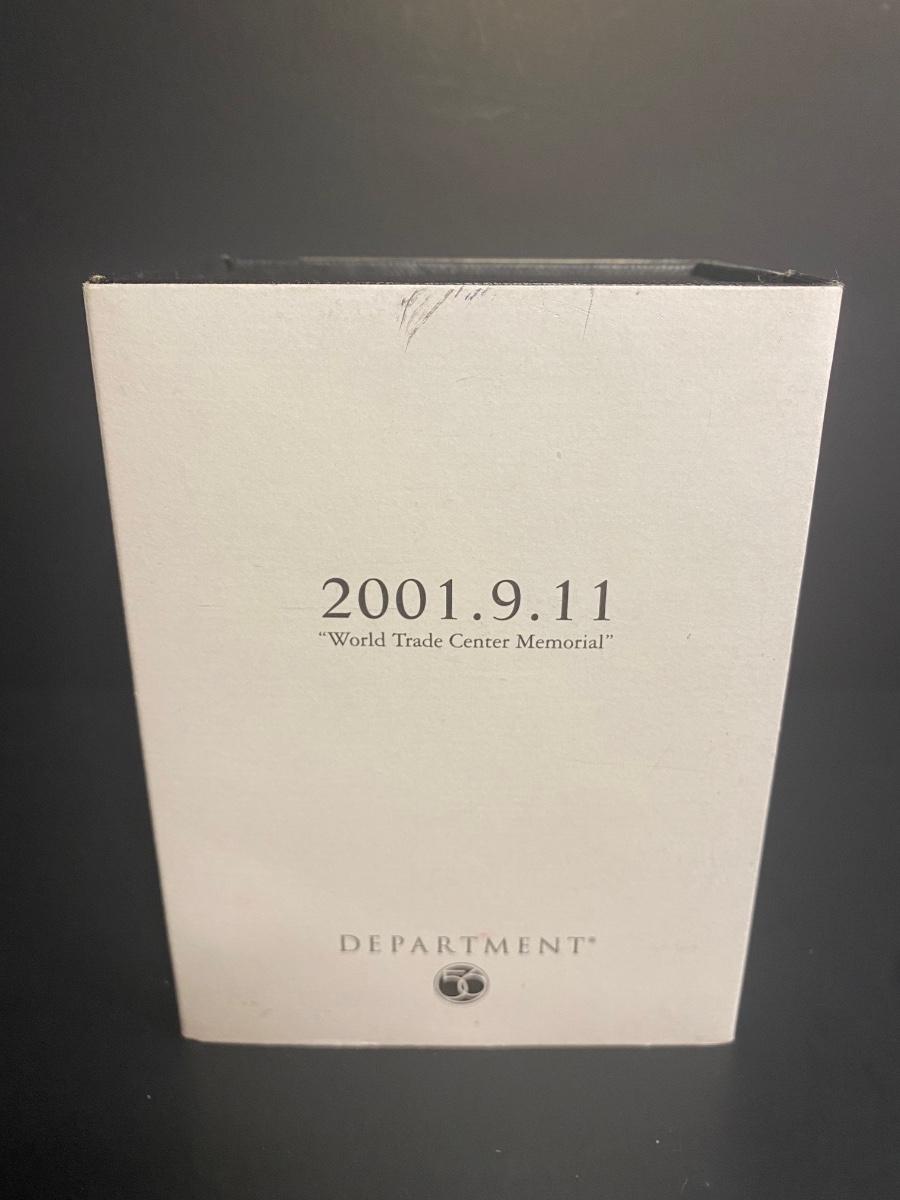 2001.9.11
“World Trade Center Memorial”
DEPARTMENT®
56